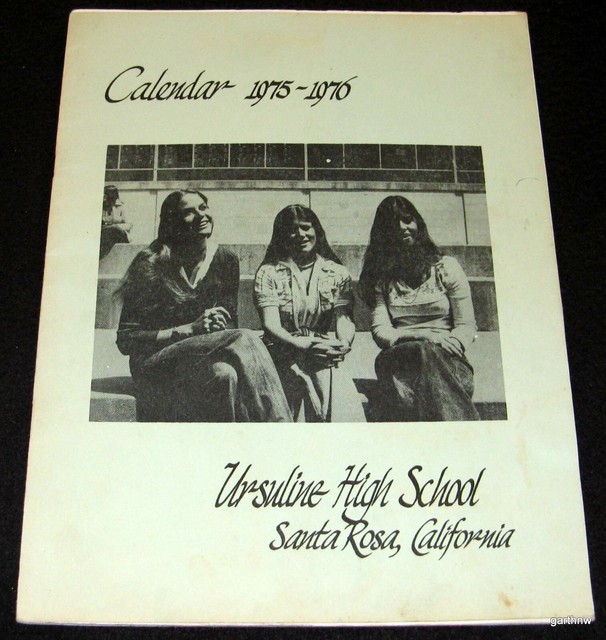 Calendar 1975-1976
Ursuline High School
Santa Rosa, California
garthnw